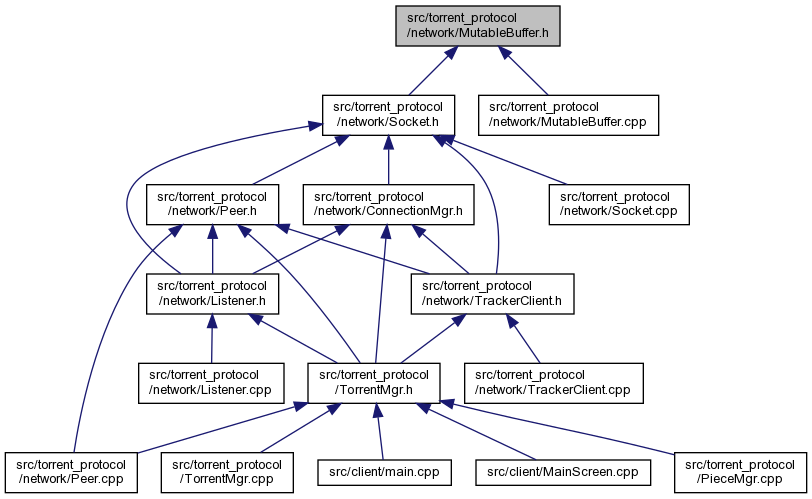 src/torrent_protocol
/network/MutableBuffer.h
src/torrent_protocol
/network/Socket.h
src/torrent_protocol
/network/MutableBuffer.cpp
src/torrent_protocol
/network/Peer.h
src/torrent_protocol
/network/ConnectionMgr.h
src/torrent_protocol
/network/Socket.cpp
src/torrent_protocol
/network/Listener.h
src/torrent_protocol
/network/TrackerClient.h
src/torrent_protocol
/network/Listener.cpp
src/torrent_protocol
/TorrentMgr.h
src/torrent_protocol
/network/TrackerClient.cpp
src/torrent_protocol
/network/Peer.cpp
src/torrent_protocol
/TorrentMgr.cpp
src/client/main.cpp
src/client/MainScreen.cpp
src/torrent_protocol
/PieceMgr.cpp